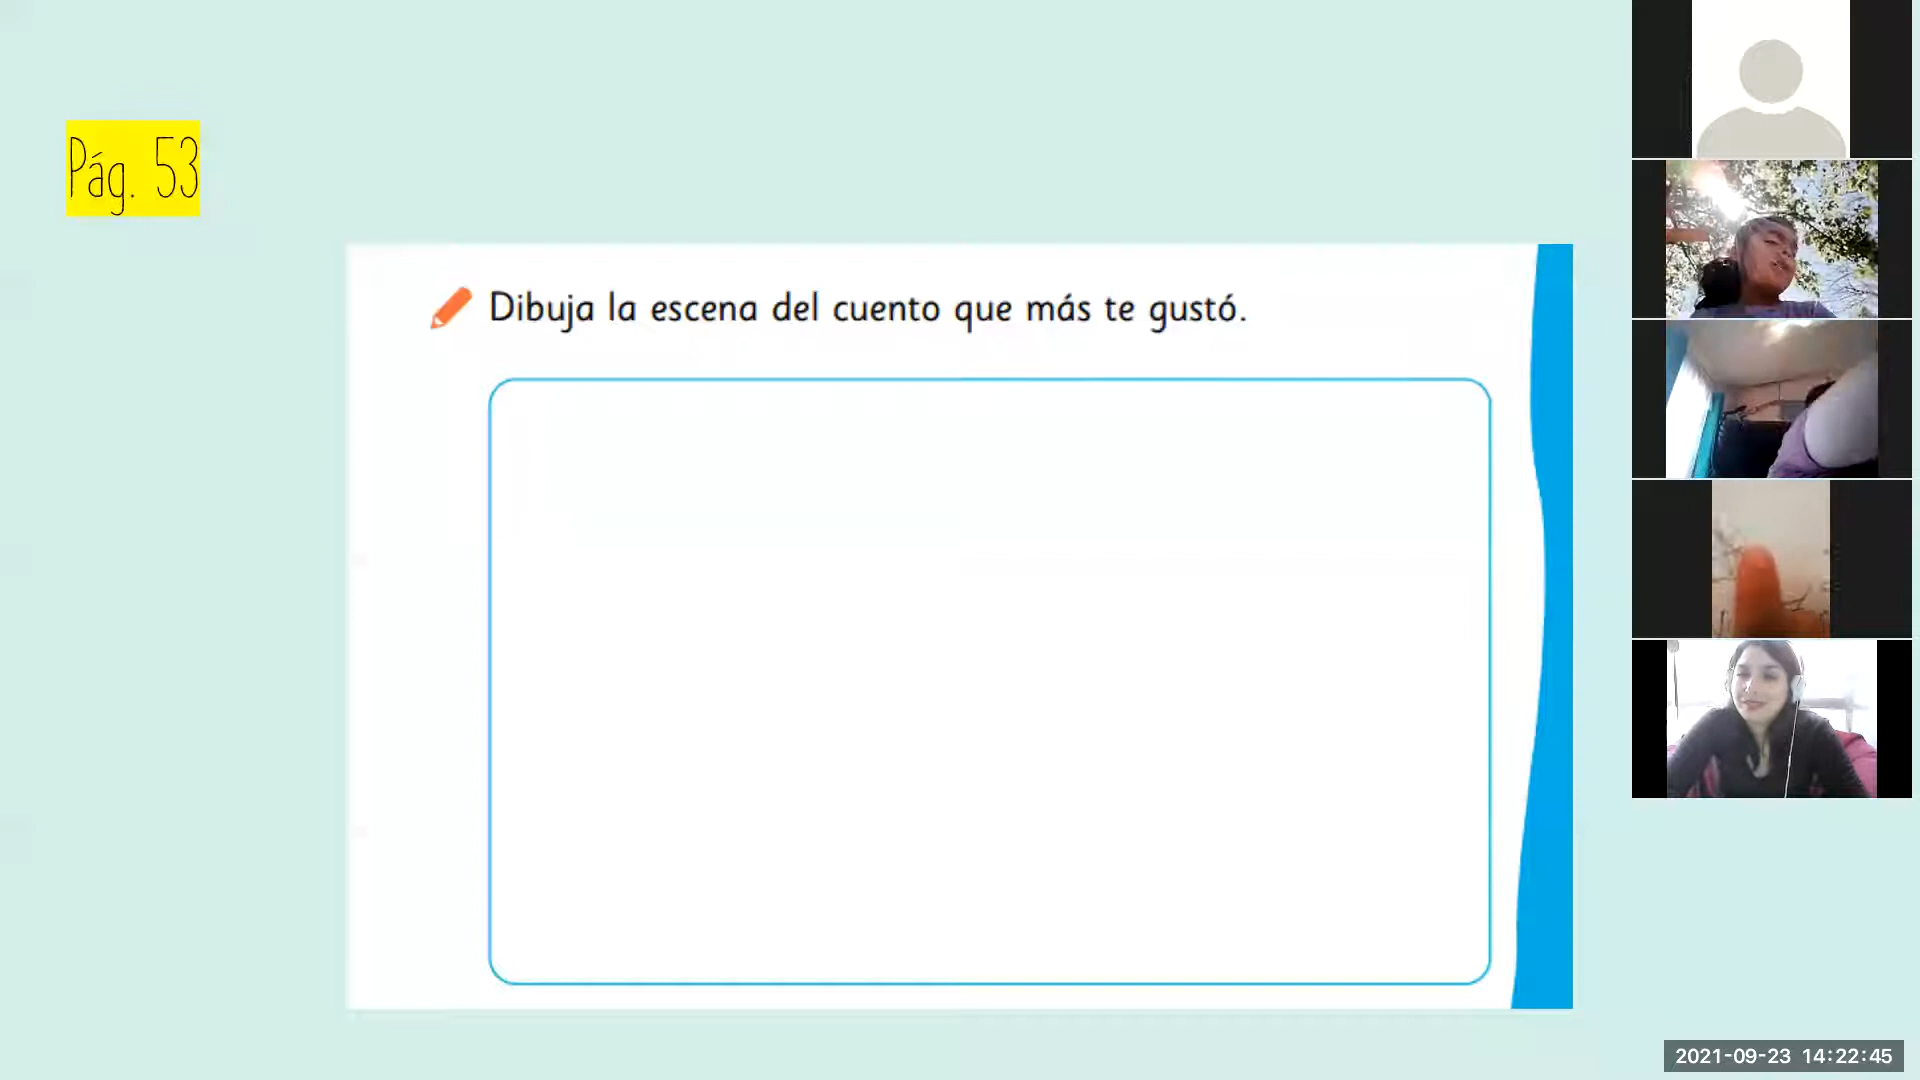 Pág. 53
Dibuja la escena del cuento que más te gustó.
2021-09-23 14:22:45